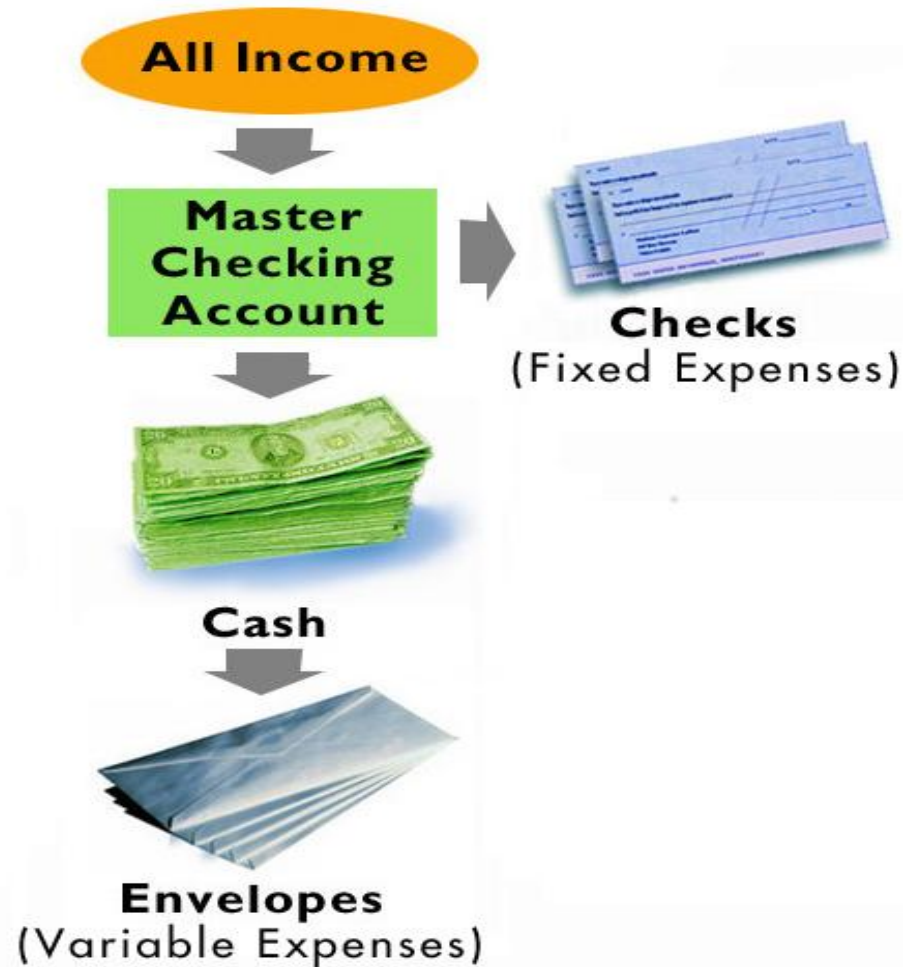 All Income
Master
Checking
Account
Checks
(Fixed Expenses)
Cash
Envelopes
(Variable Expenses)